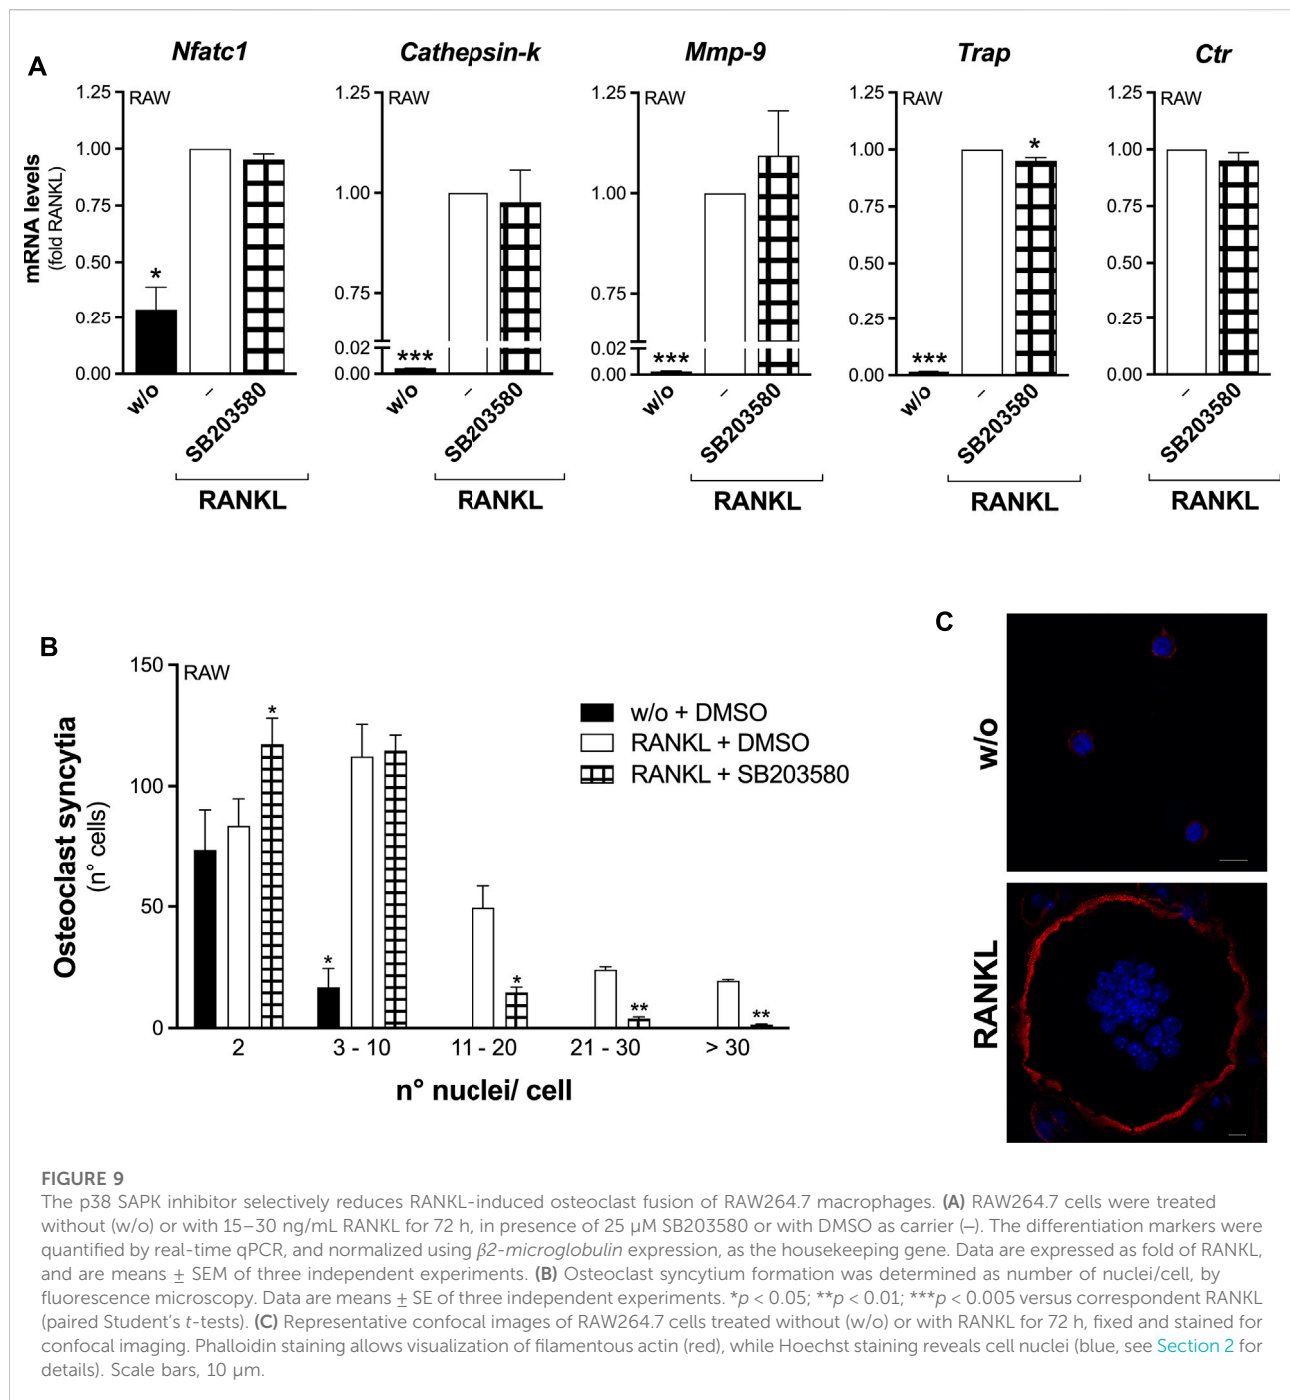 A
Nfatc1
Cathepsin-k
Mmp-9
Trap
Ctr
mRNA levels
(fold RANKL)
1.25
1.00
0.75
0.50
0.25
0.00
RAW
*
w/o
–
SB203580
RANKL
1.25
1.00
0.75
0.02
0.00
RAW
***
w/o
–
SB203580
RANKL
1.25
1.00
0.75
0.02
0.00
RAW
***
w/o
–
SB203580
RANKL
1.25
1.00
0.75
0.50
0.25
0.00
RAW
***
*
w/o
–
SB203580
RANKL
1.25
1.00
0.75
0.50
0.25
0.00
RAW
–
SB203580
RANKL
B
Osteoclast syncytia
(n° cells)
150
100
50
0
RAW
*
*
*
**
**
w/o + DMSO
RANKL + DMSO
RANKL + SB203580
2
3 - 10
11 - 20
21 - 30
> 30
n° nuclei/ cell
C
w/o
RANKL
FIGURE 9
The p38 SAPK inhibitor selectively reduces RANKL-induced osteoclast fusion of RAW264.7 macrophages. (A) RAW264.7 cells were treated
without (w/o) or with 15–30 ng/mL RANKL for 72 h, in presence of 25 µM SB203580 or with DMSO as carrier (–). The differentiation markers were
quantified by real-time qPCR, and normalized using β2-microglobulin expression, as the housekeeping gene. Data are expressed as fold of RANKL,
and are means ± SEM of three independent experiments. (B) Osteoclast syncytium formation was determined as number of nuclei/cell, by
fluorescence microscopy. Data are means ± SE of three independent experiments. *p < 0.05; **p < 0.01; ***p < 0.005 versus correspondent RANKL
(paired Student's t-tests). (C) Representative confocal images of RAW264.7 cells treated without (w/o) or with RANKL for 72 h, fixed and stained for
confocal imaging. Phalloidin staining allows visualization of filamentous actin (red), while Hoechst staining reveals cell nuclei (blue, see Section 2 for
details). Scale bars, 10 µm.